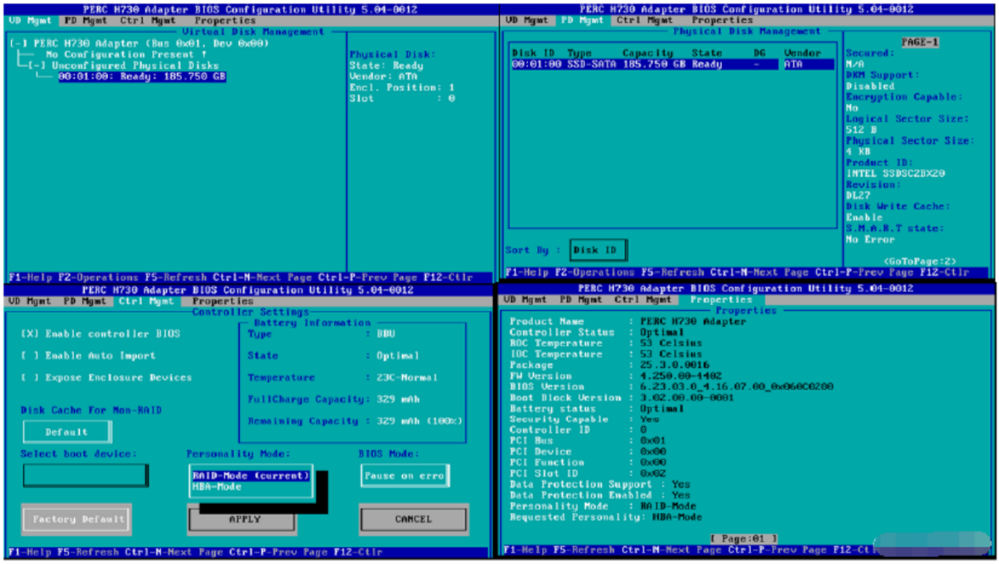 PERC H730 Adapter BIOS Configuration Utility 5.04-0012
VD Mgmt PD Mgmt Ctrl Mgmt Properties
Virtual Disk Management
[-] PERC H730 Adapter (Bus 0x01, Dev 0x00)
No Configuration Present !
[-] Unconfigured Physical Disks
00:01:00: Ready: 185.750 GB
Physical Disk:
State: Ready
Vendor: ATA
Encl. Position: 1
Slot : 0
F1-Help F2-Operations F5-Refresh Ctrl-N-Next Page Ctrl-P-Prev Page F12-Ctlr
PERC H730 Adapter BIOS Configuration Utility 5.04-0012
VD Mgmt PD Mgmt Ctrl Mgmt Properties
Physical Disk Management
Disk ID Type Capacity State DG Vendor
00:01:00 SSD-SATA 185.750 GB Ready - ATA
Sort By : Disk ID
PAGE-1
Secured:
N/A
DKM Support:
Disabled
Encryption Capable:
No
Logical Sector Size:
512 B
Physical Sector Size:
4 KB
Product ID:
INTEL SSDSC2BX20
Revision:
DL27
Disk Write Cache:
Enable
S.M.A.R.T state:
No Error
<GoToPage:2>
F1-Help F2-Operations F5-Refresh Ctrl-N-Next Page Ctrl-P-Prev Page F12-Ctlr
PERC H730 Adapter BIOS Configuration Utility 5.04-0012
VD Mgmt PD Mgmt Ctrl Mgmt Properties
Controller Settings
[X] Enable controller BIOS
[ ] Enable Auto Import
[ ] Expose Enclosure Devices
Disk Cache For Non-RAID
Default
Battery Information
Type : BBU
State : Optimal
Temperature : 23C-Normal
FullCharge Capacity: 329 mAh
Remaining Capacity : 329 mAh (100%)
Select boot device: Personality Mode: BIOS Mode:
RAID-Mode (current) Pause on erro
HBA-Mode
Factory Default APPLY CANCEL
F1-Help F5-Refresh Ctrl-N-Next Page Ctrl-P-Prev Page F12-Ctlr
PERC H730 Adapter BIOS Configuration Utility 5.04-0012
VD Mgmt PD Mgmt Ctrl Mgmt Properties
Properties
Product Name : PERC H730 Adapter
Controller Status : Optimal
ROC Temperature : 53 Celsius
IOC Temperature : 53 Celsius
Package : 25.3.0.0016
FW Version : 4.250.00-4402
BIOS Version : 6.23.03.0_4.16.07.00_0x060C0200
Boot Block Version : 3.02.00.00-0001
Battery status : Optimal
Security Capable : Yes
Controller ID : 0
PCI Bus : 0x01
PCI Device : 0x00
PCI Function : 0x00
PCI Slot ID : 0x02
Data Protection Support : Yes
Data Protection Enabled : Yes
Personality Mode : RAID-Mode
Requested Personality: HBA-Mode
[ Page:01 ]
F1-Help F5-Refresh Ctrl-N-Next Page Ctrl-P-Prev Page F12-Ctl